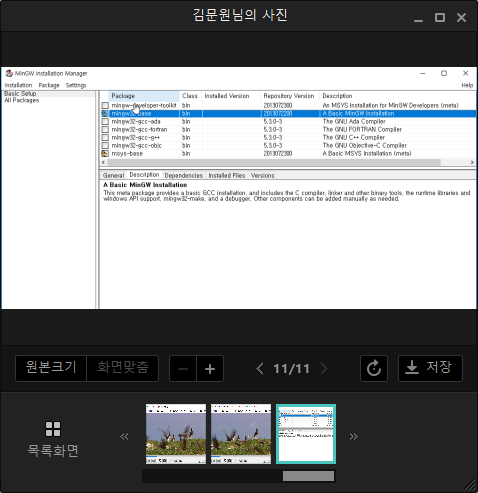 김문원님의 사진
MinGW Installation Manager
Installation Package Settings Help
Basic Setup
All Packages
Package Class Installed Version Repository Version Description
mingw-developer-toolkit bin 2013072300 An MSYS Installation for MinGW Developers (meta)
mingw32-base bin 2013072200 A Basic MinGW Installation
mingw32-gcc-ada bin 5.3.0-3 The GNU Ada Compiler
mingw32-gcc-fortran bin 5.3.0-3 The GNU FORTRAN Compiler
mingw32-gcc-g++ bin 5.3.0-3 The GNU C++ Compiler
mingw32-gcc-objc bin 5.3.0-3 The GNU Objective-C Compiler
msys-base bin 2013072300 A Basic MSYS Installation (meta)
General Description Dependencies Installed Files Versions
A Basic MinGW Installation
This meta package provides a basic GCC installation, and includes the C compiler, linker and other binary tools, the runtime libraries and
windows API support, mingw32-make, and a debugger. Other components can be added manually as needed.
원본크기 화면맞춤 11/11 저장
목록화면